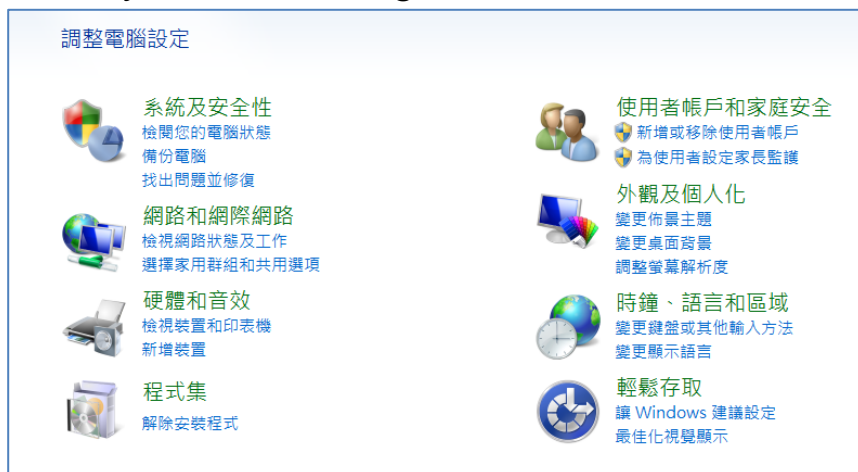 調整電腦設定
系統及安全性
檢閱您的電腦狀態
備份電腦
找出問題並修復
網路和網際網路
檢視網路狀態及工作
選擇家用群組和共用選項
硬體和音效
檢視裝置和印表機
新增裝置
程式集
解除安裝程式
使用者帳戶和家庭安全
新增或移除使用者帳戶
為使用者設定家長監護
外觀及個人化
變更佈景主題
變更桌面背景
調整螢幕解析度
時鐘、語言和區域
變更鍵盤或其他輸入方法
變更顯示語言
輕鬆存取
讓 Windows 建議設定
最佳化視覺顯示